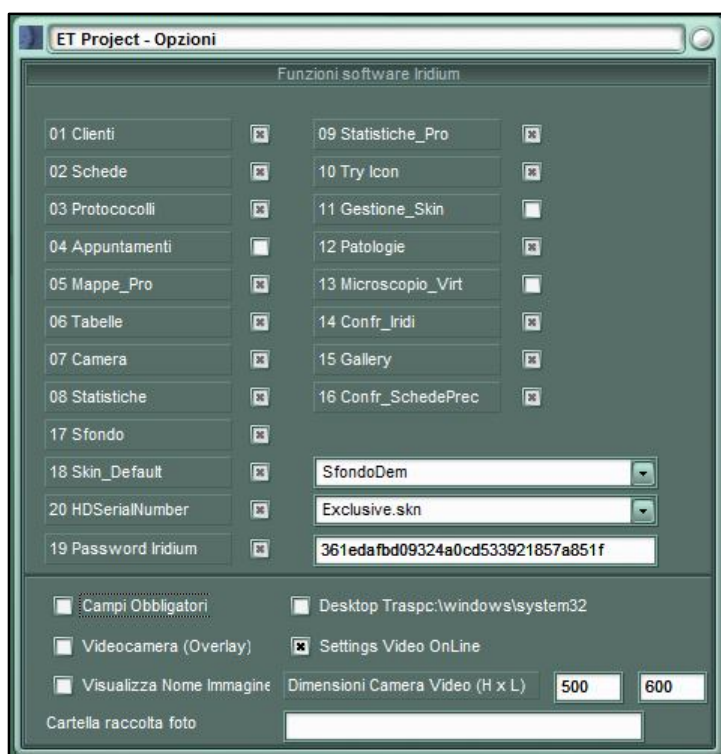 ET Project - Opzioni
Funzioni software Iridium
01 Clienti
09 Statistiche_Pro
02 Schede
10 Try Icon
03 Protococolli
11 Gestione_Skin
04 Appuntamenti
12 Patologie
05 Mappe_Pro
13 Microscopio_Virt
06 Tabelle
14 Confr_Iridi
07 Camera
15 Gallery
08 Statistiche
16 Confr_SchedePrec
17 Sfondo
18 Skin_Default
SfondoDem
20 HDSerialNumber
Exclusive.skn
19 Password Iridium
361edafbd09324a0cd533921857a851f
Campi Obbligatori
Desktop Traspc:\windows\system32
Videocamera (Overlay)
Settings Video OnLine
Visualizza Nome Immagine
Dimensioni Camera Video (H x L)
500
600
Cartella raccolta foto